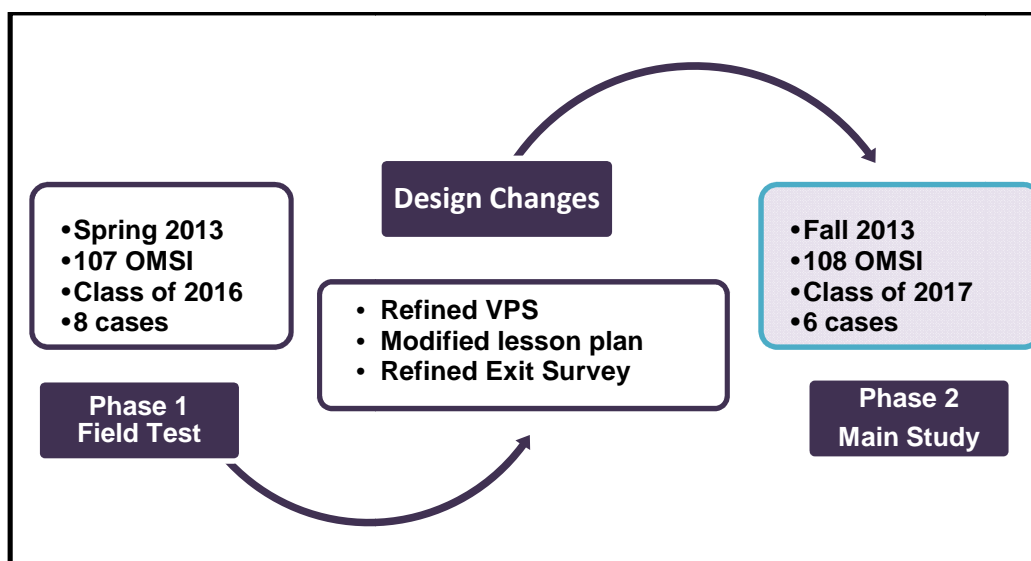 •Spring 2013
•107 OMSI
•Class of 2016
•8 cases
Phase 1
Field Test
Design Changes
• Refined VPS
• Modified lesson plan
• Refined Exit Survey
•Fall 2013
•108 OMSI
•Class of 2017
•6 cases
Phase 2
Main Study